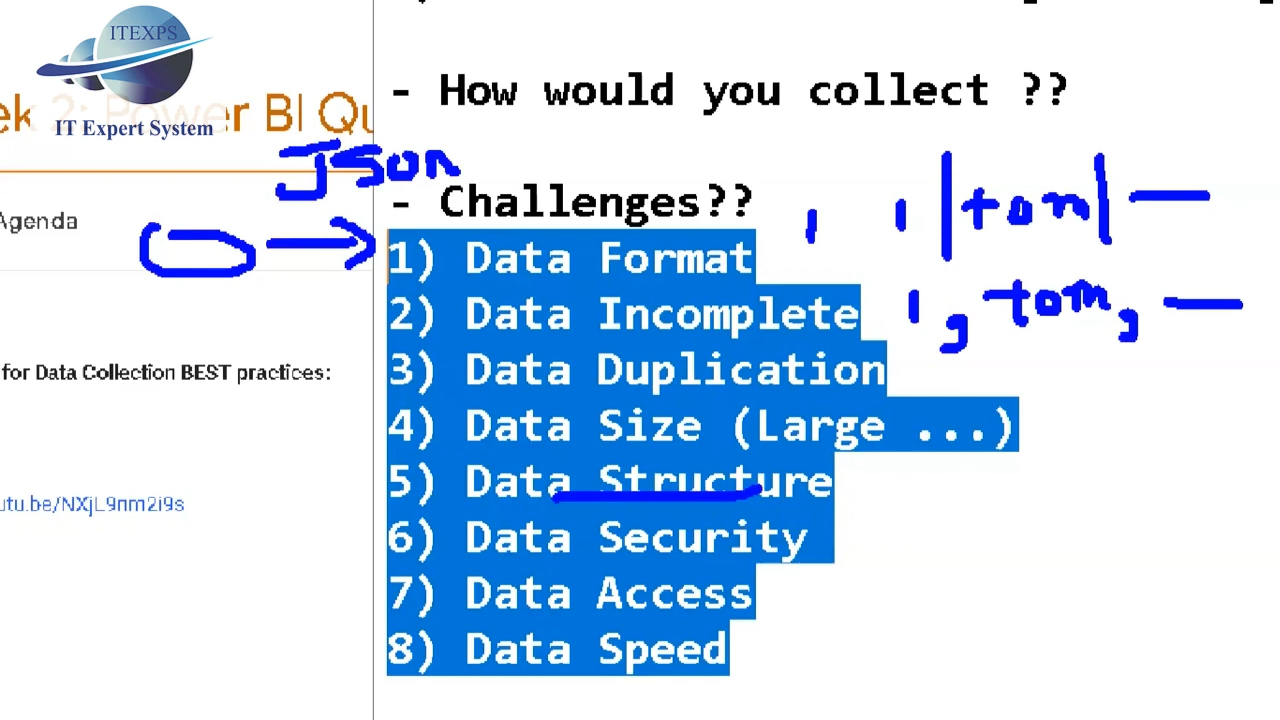 ITEXPS
IT Expert System
ek 2: Power BI Qu
Agenda
for Data Collection BEST practices:
utu.be/NXjL9nm2i9s
- How would you collect ??
Json
- Challenges??
1) Data Format
2) Data Incomplete
3) Data Duplication
4) Data Size (Large ...)
5) Data Structure
6) Data Security
7) Data Access
8) Data Speed
, 1|tom|—
1, tom, —